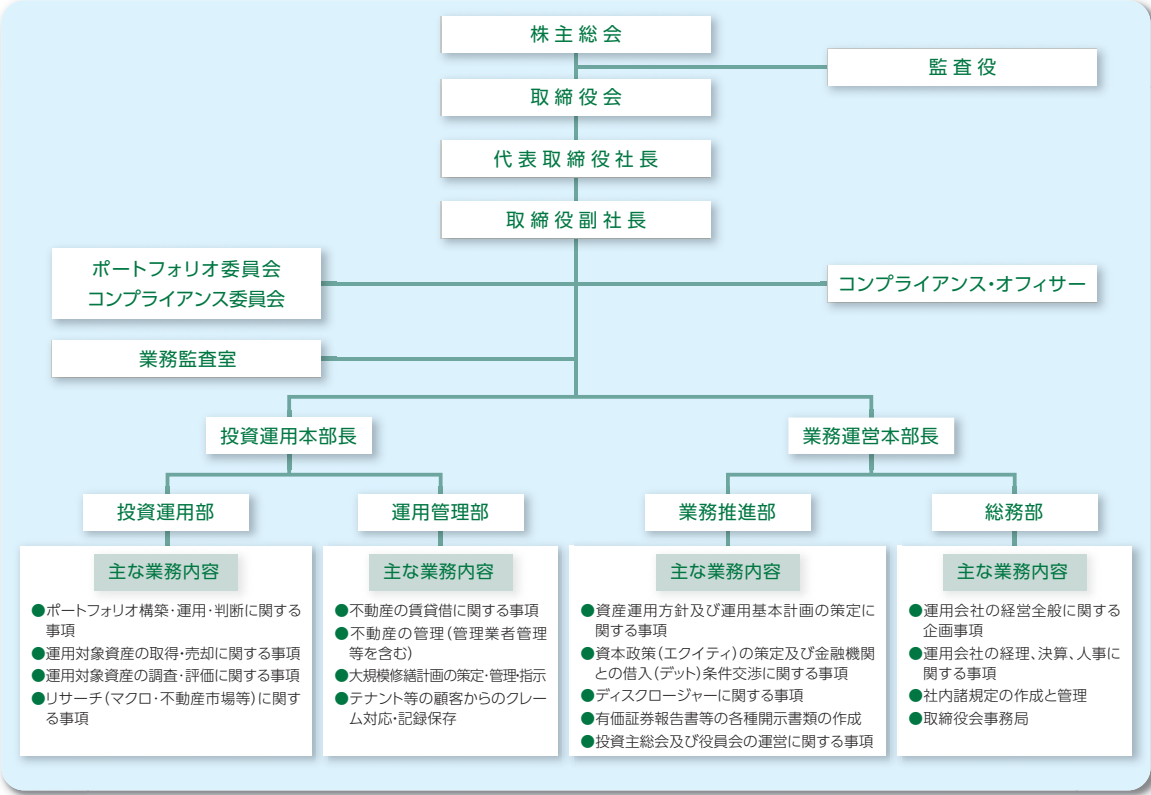 株主総会
監査役
取締役会
代表取締役社長
取締役副社長
ポートフォリオ委員会
コンプライアンス委員会
コンプライアンス・オフィサー
業務監査室
投資運用本部長
業務運営本部長
投資運用部
運用管理部
業務推進部
総務部
主な業務内容
●ポートフォリオ構築・運用・判断に関する
事項
●運用対象資産の取得・売却に関する事項
●運用対象資産の調査・評価に関する事項
●リサーチ(マクロ・不動産市場等)に関す
る事項
主な業務内容
●不動産の賃貸借に関する事項
●不動産の管理(管理業者管理
等を含む)
●大規模修繕計画の策定・管理・指示
●テナント等の顧客からのクレー
ム対応・記録保存
主な業務内容
●資産運用方針及び運用基本計画の策定に
関する事項
●資本政策(エクイティ)の策定及び金融機関
との借入(デット)条件交渉に関する事項
●ディスクロージャーに関する事項
●有価証券報告書等の各種開示書類の作成
●投資主総会及び役員会の運営に関する事項
主な業務内容
●運用会社の経営全般に関する
企画事項
●運用会社の経理、決算、人事に
関する事項
●社内諸規定の作成と管理
●取締役会事務局